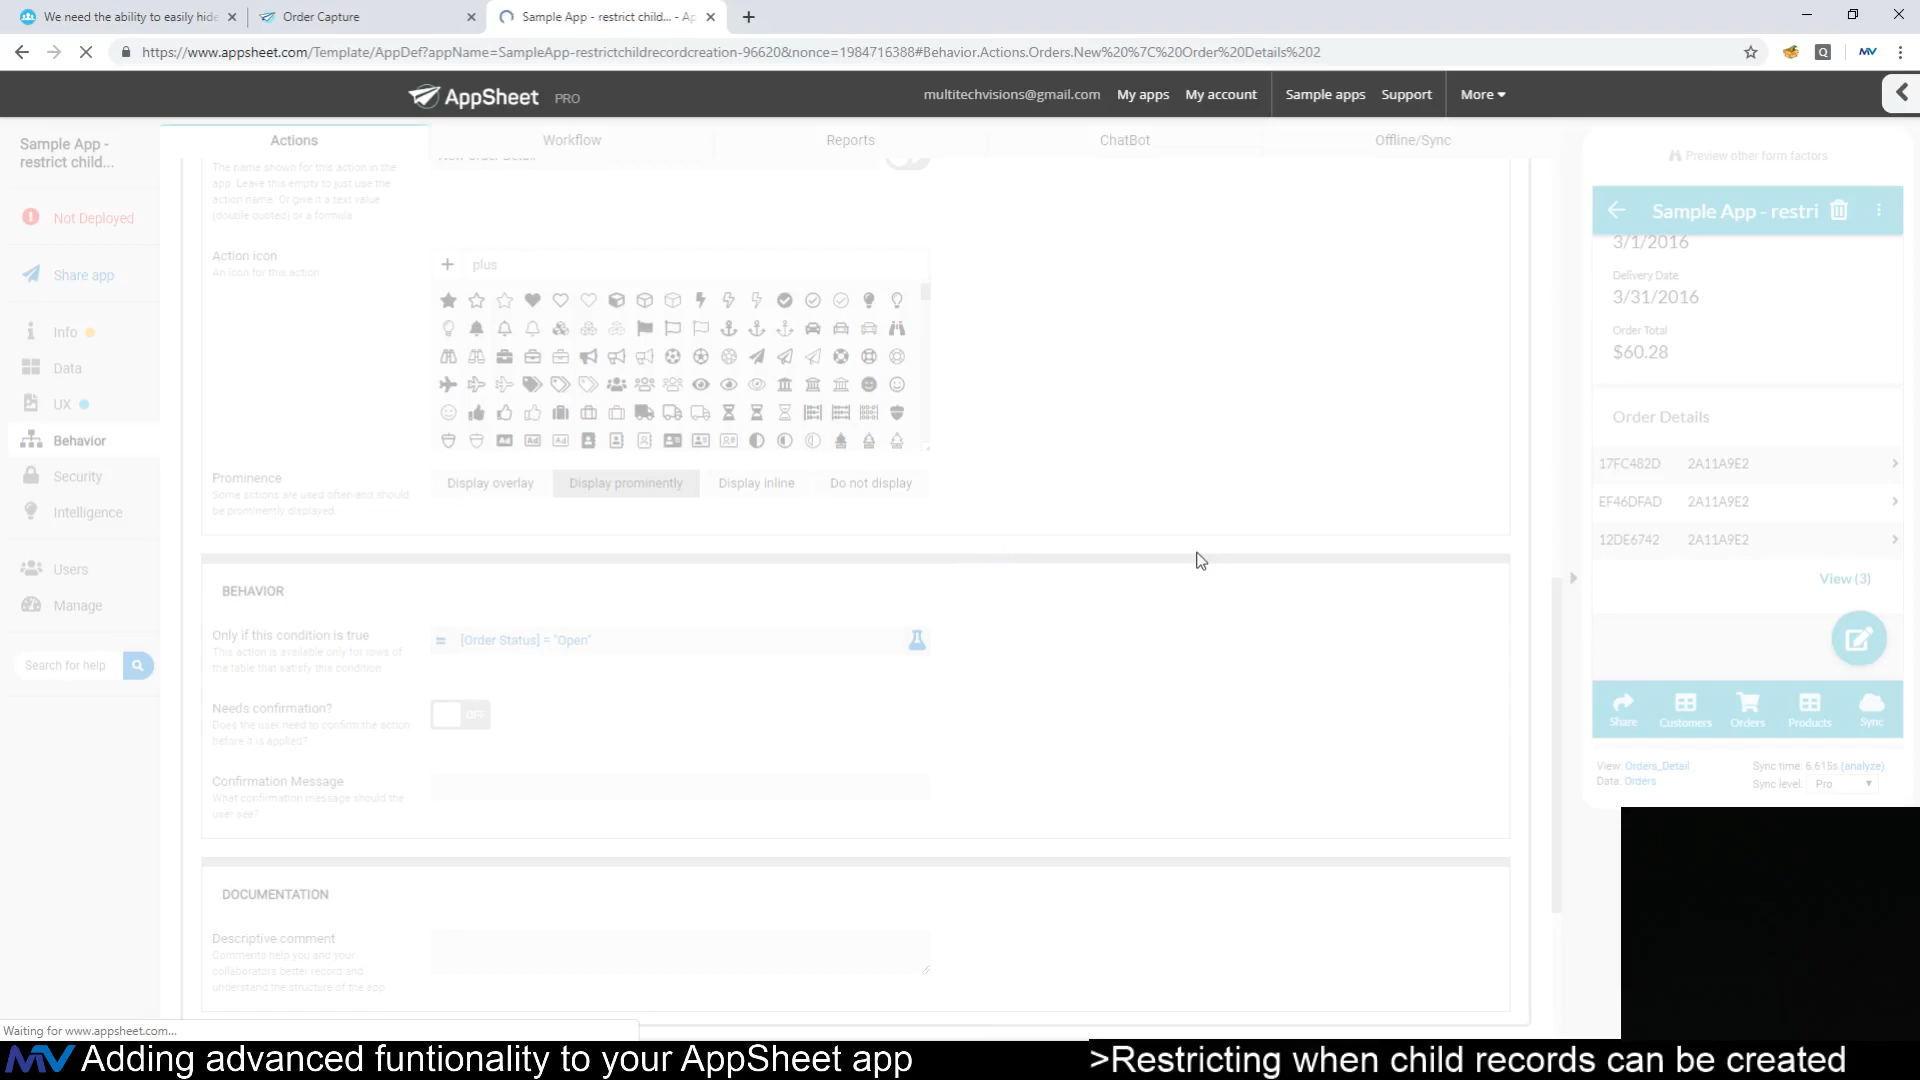 We need the ability to easily hide
Order Capture
Sample App - restrict child... - Ap
https://www.appsheet.com/Template/AppDef?appName=SampleApp-restrictchildrecordcreation-96620&nonce=1984716388#Behavior.Actions.Orders.New%20%7C%20Order%20Details%202
MV
AppSheet PRO
multitechvisions@gmail.com My apps My account Sample apps Support More
Sample App -
restrict child...
Not Deployed
Share app
Info
Data
UX
Behavior
Security
Intelligence
Users
Manage
Search for help
Actions Workflow Reports ChatBot Offline/Sync
New Order Detail
The name shown for this action in the
app. Leave this empty to just use the
action name. Or give it a text value
(double quoted) or a formula
Action icon
An icon for this action
plus
Ad Ad Ad
Prominence
Some actions are used often and should
be prominently displayed.
Display overlay Display prominently Display inline Do not display
BEHAVIOR
Only if this condition is true
This action is available only for rows of
the table that satisfy this condition
= [Order Status] = "Open"
Needs confirmation?
Does the user need to confirm the action
before it is applied?
OFF
Confirmation Message
What confirmation message should the
user see?
DOCUMENTATION
Descriptive comment
Comments help you and your
collaborators better record and
understand the structure of the app
Preview other form factors
Sample App - restri
3/1/2016
Delivery Date
3/31/2016
Order Total
$60.28
Order Details
17FC482D 2A11A9E2
EF46DFAD 2A11A9E2
12DE6742 2A11A9E2
View (3)
Share Customers Orders Products Sync
View: Orders_Detail
Data: Orders
Sync time: 6.615s (analyze)
Sync level: Pro
Waiting for www.appsheet.com...
MV Adding advanced funtionality to your AppSheet app
>Restricting when child records can be created